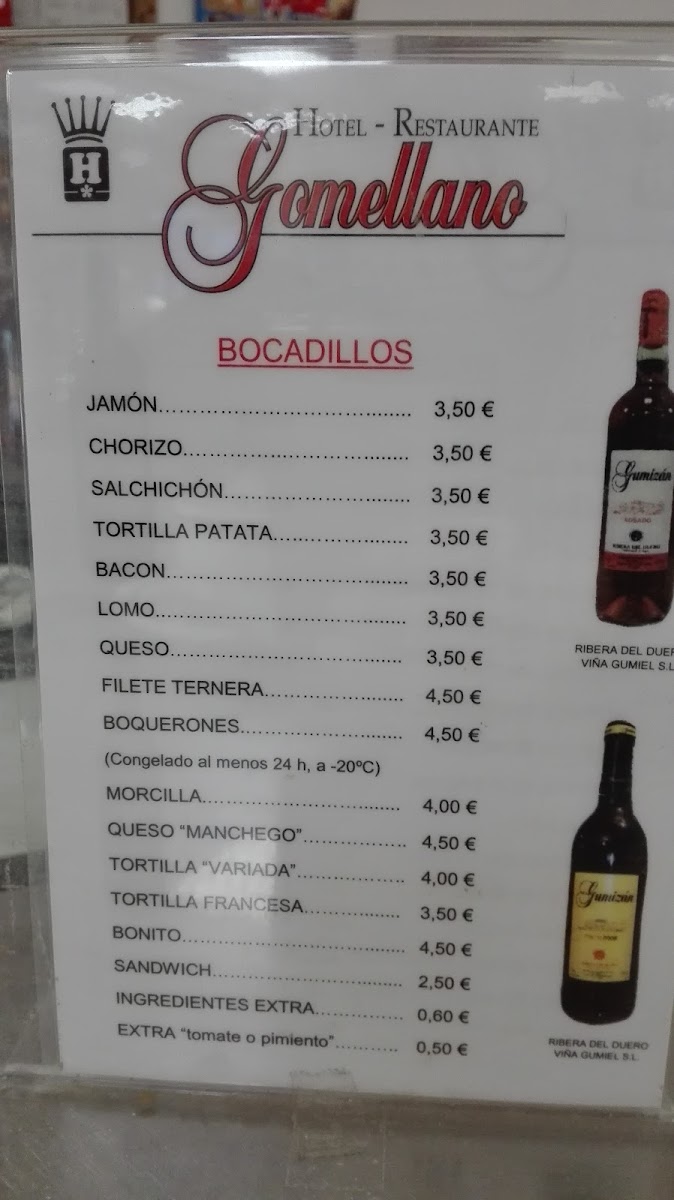 H
HOTEL - RESTAURANTE
Gomellano
BOCADILLOS
JAMÓN 3,50 €
CHORIZO 3,50 €
SALCHICHÓN 3,50 €
TORTILLA PATATA 3,50 €
BACON 3,50 €
LOMO 3,50 €
QUESO 3,50 €
FILETE TERNERA 4,50 €
BOQUERONES 4,50 €
(Congelado al menos 24 h, a -20ºC)
MORCILLA 4,00 €
QUESO “MANCHEGO” 4,50 €
TORTILLA “VARIADA” 4,00 €
TORTILLA FRANCESA 3,50 €
BONITO 4,50 €
SANDWICH 2,50 €
INGREDIENTES EXTRA 0,60 €
EXTRA “tomate o pimiento” 0,50 €
Gumizán
ROSADO
RIBERA DEL DUERO
RIBERA DEL DUER
VIÑA GUMIEL S.L
Gumizán
RIBERA DEL DUERO
VIÑA GUMIEL S.L.